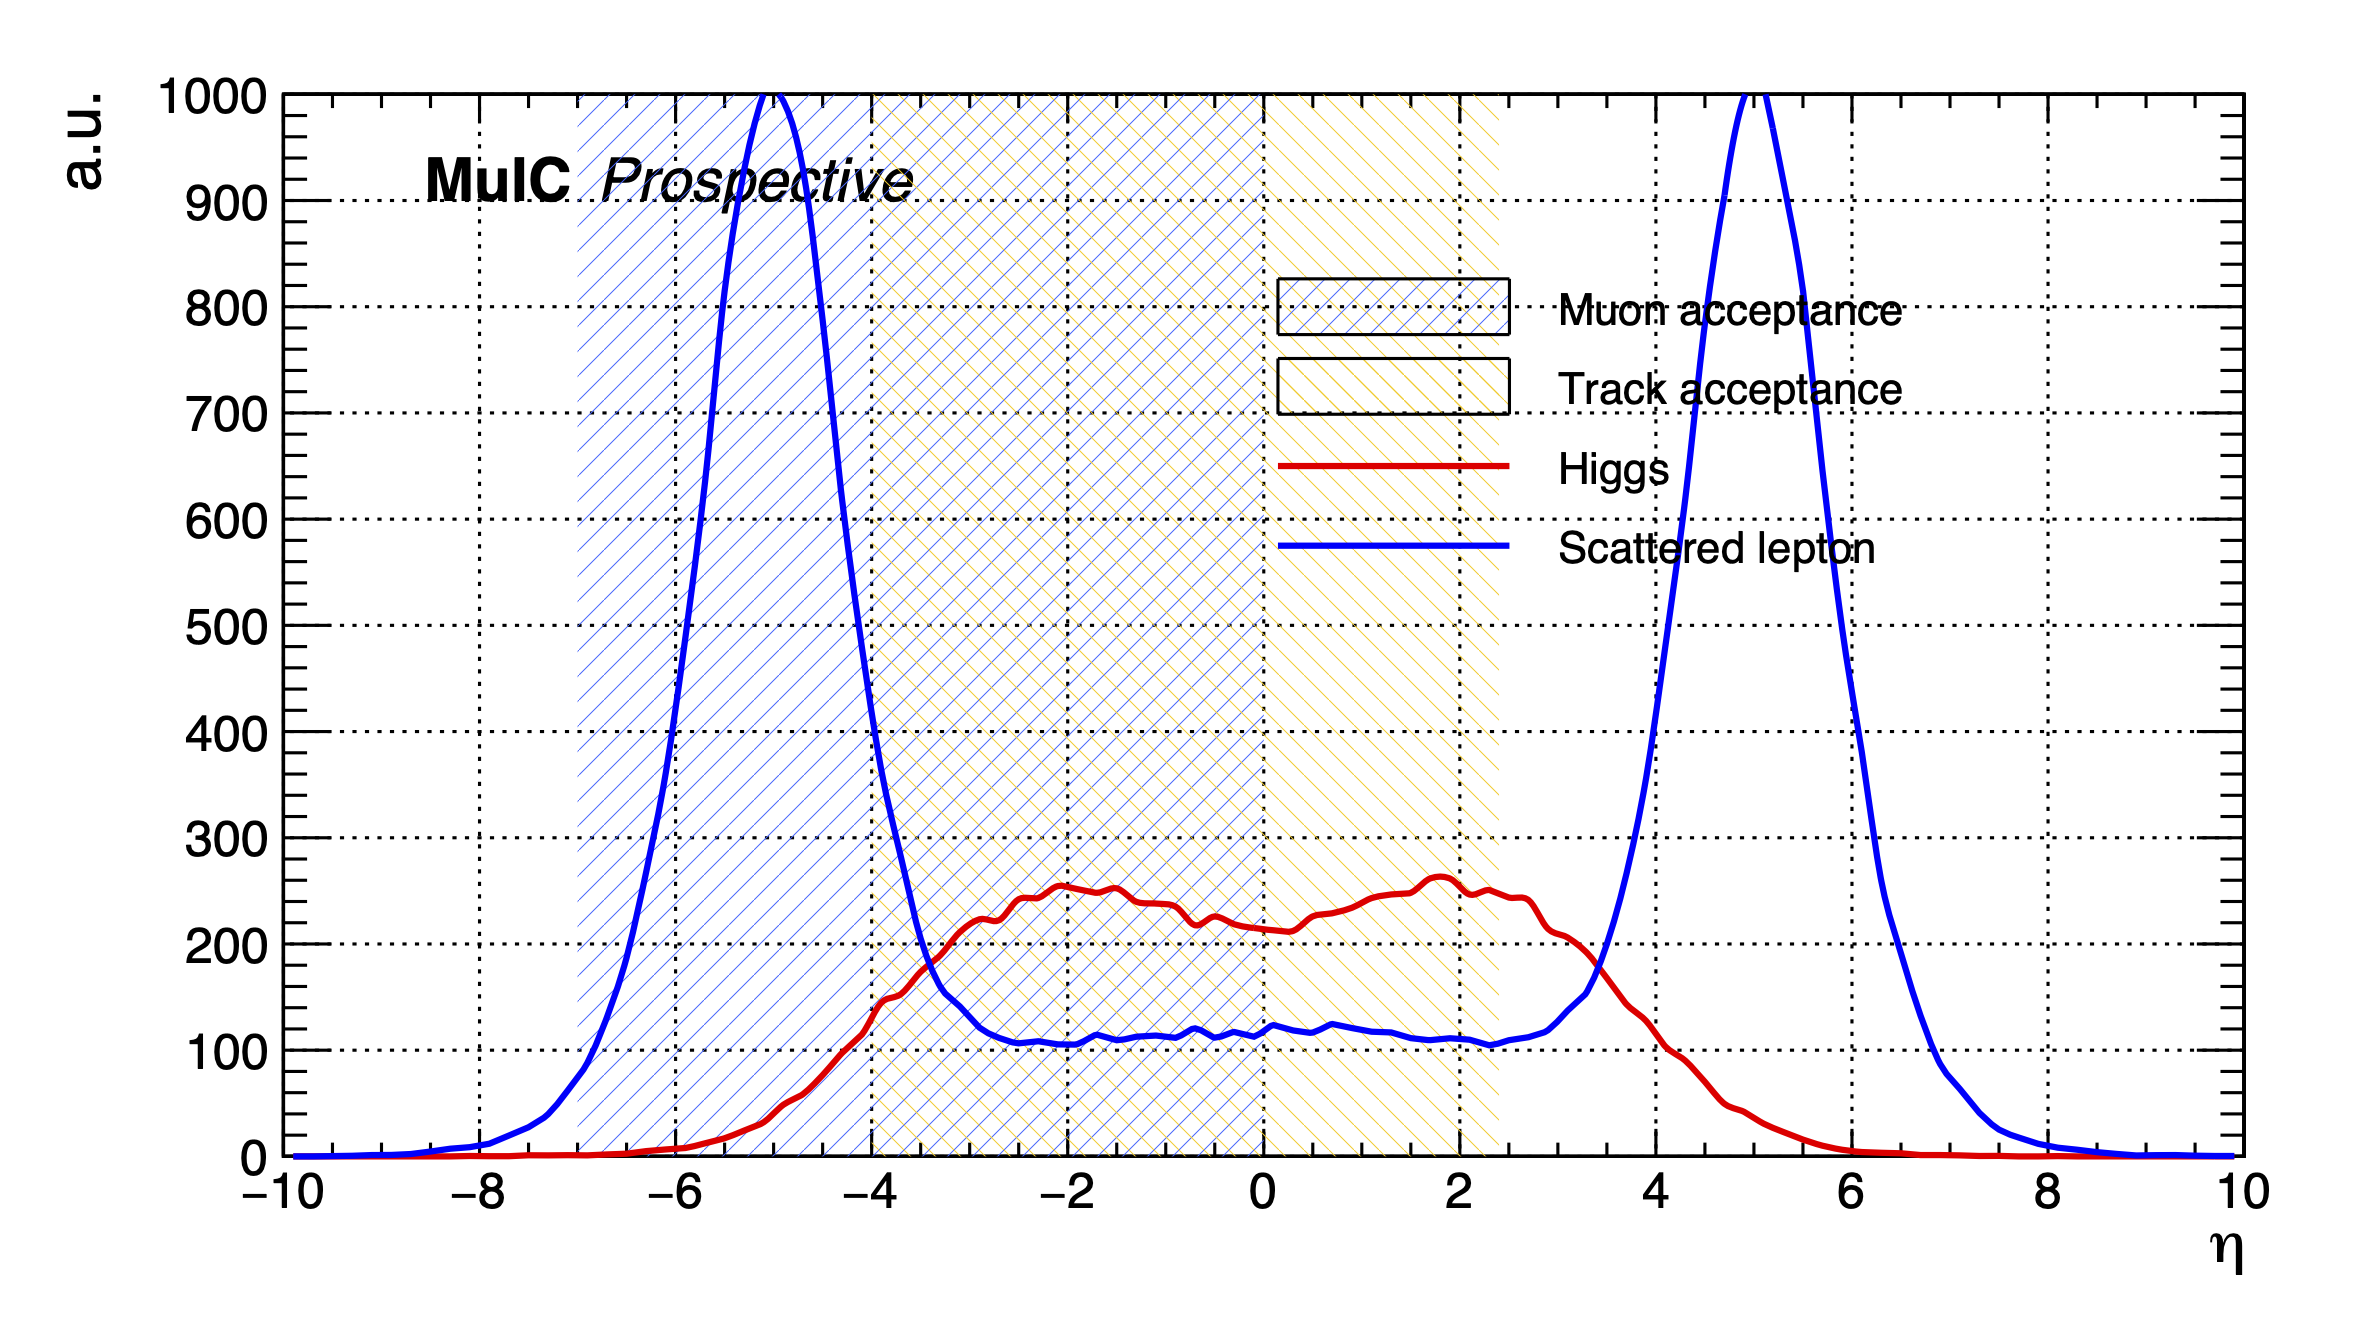 a.u.
1000
900
800
700
600
500
400
300
200
100
0
MuIC Prospective
Muon acceptance
Track acceptance
Higgs
Scattered lepton
−10 −8 −6 −4 −2 0 2 4 6 8 10
η